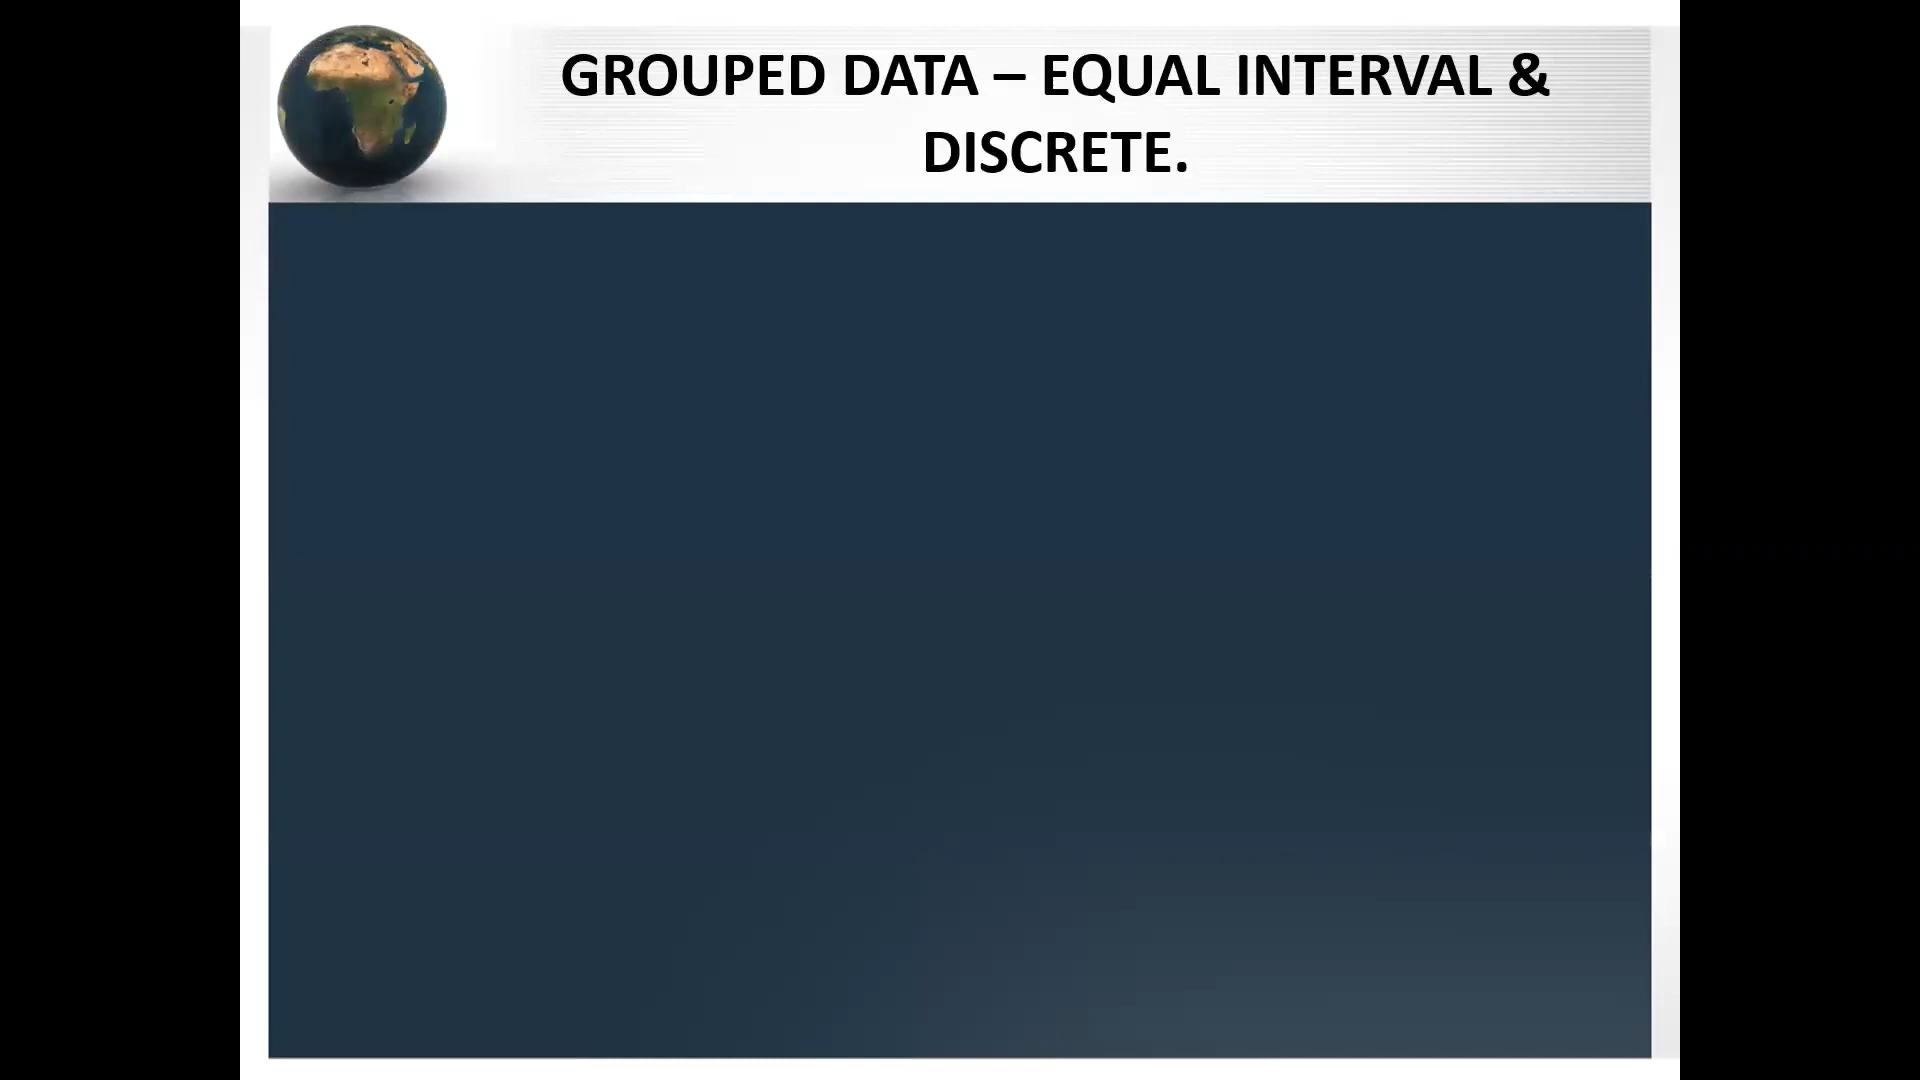 GROUPED DATA – EQUAL INTERVAL &
DISCRETE.